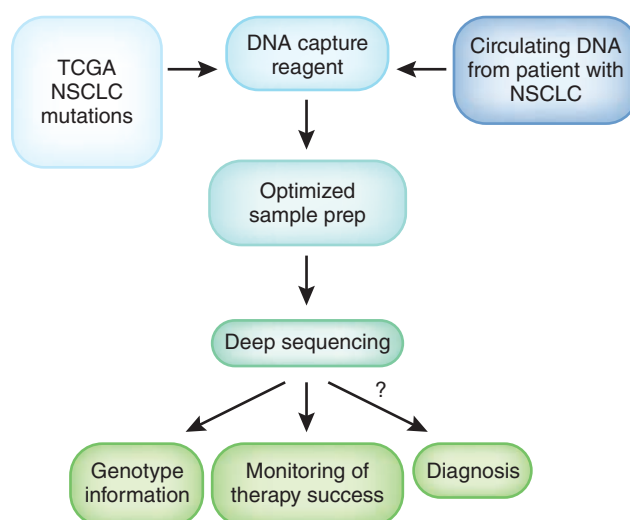 TCGA
NSCLC
mutations
DNA capture
reagent
Circulating DNA
from patient with
NSCLC
Optimized
sample prep
Deep sequencing
?
Genotype
information
Monitoring of
therapy success
Diagnosis